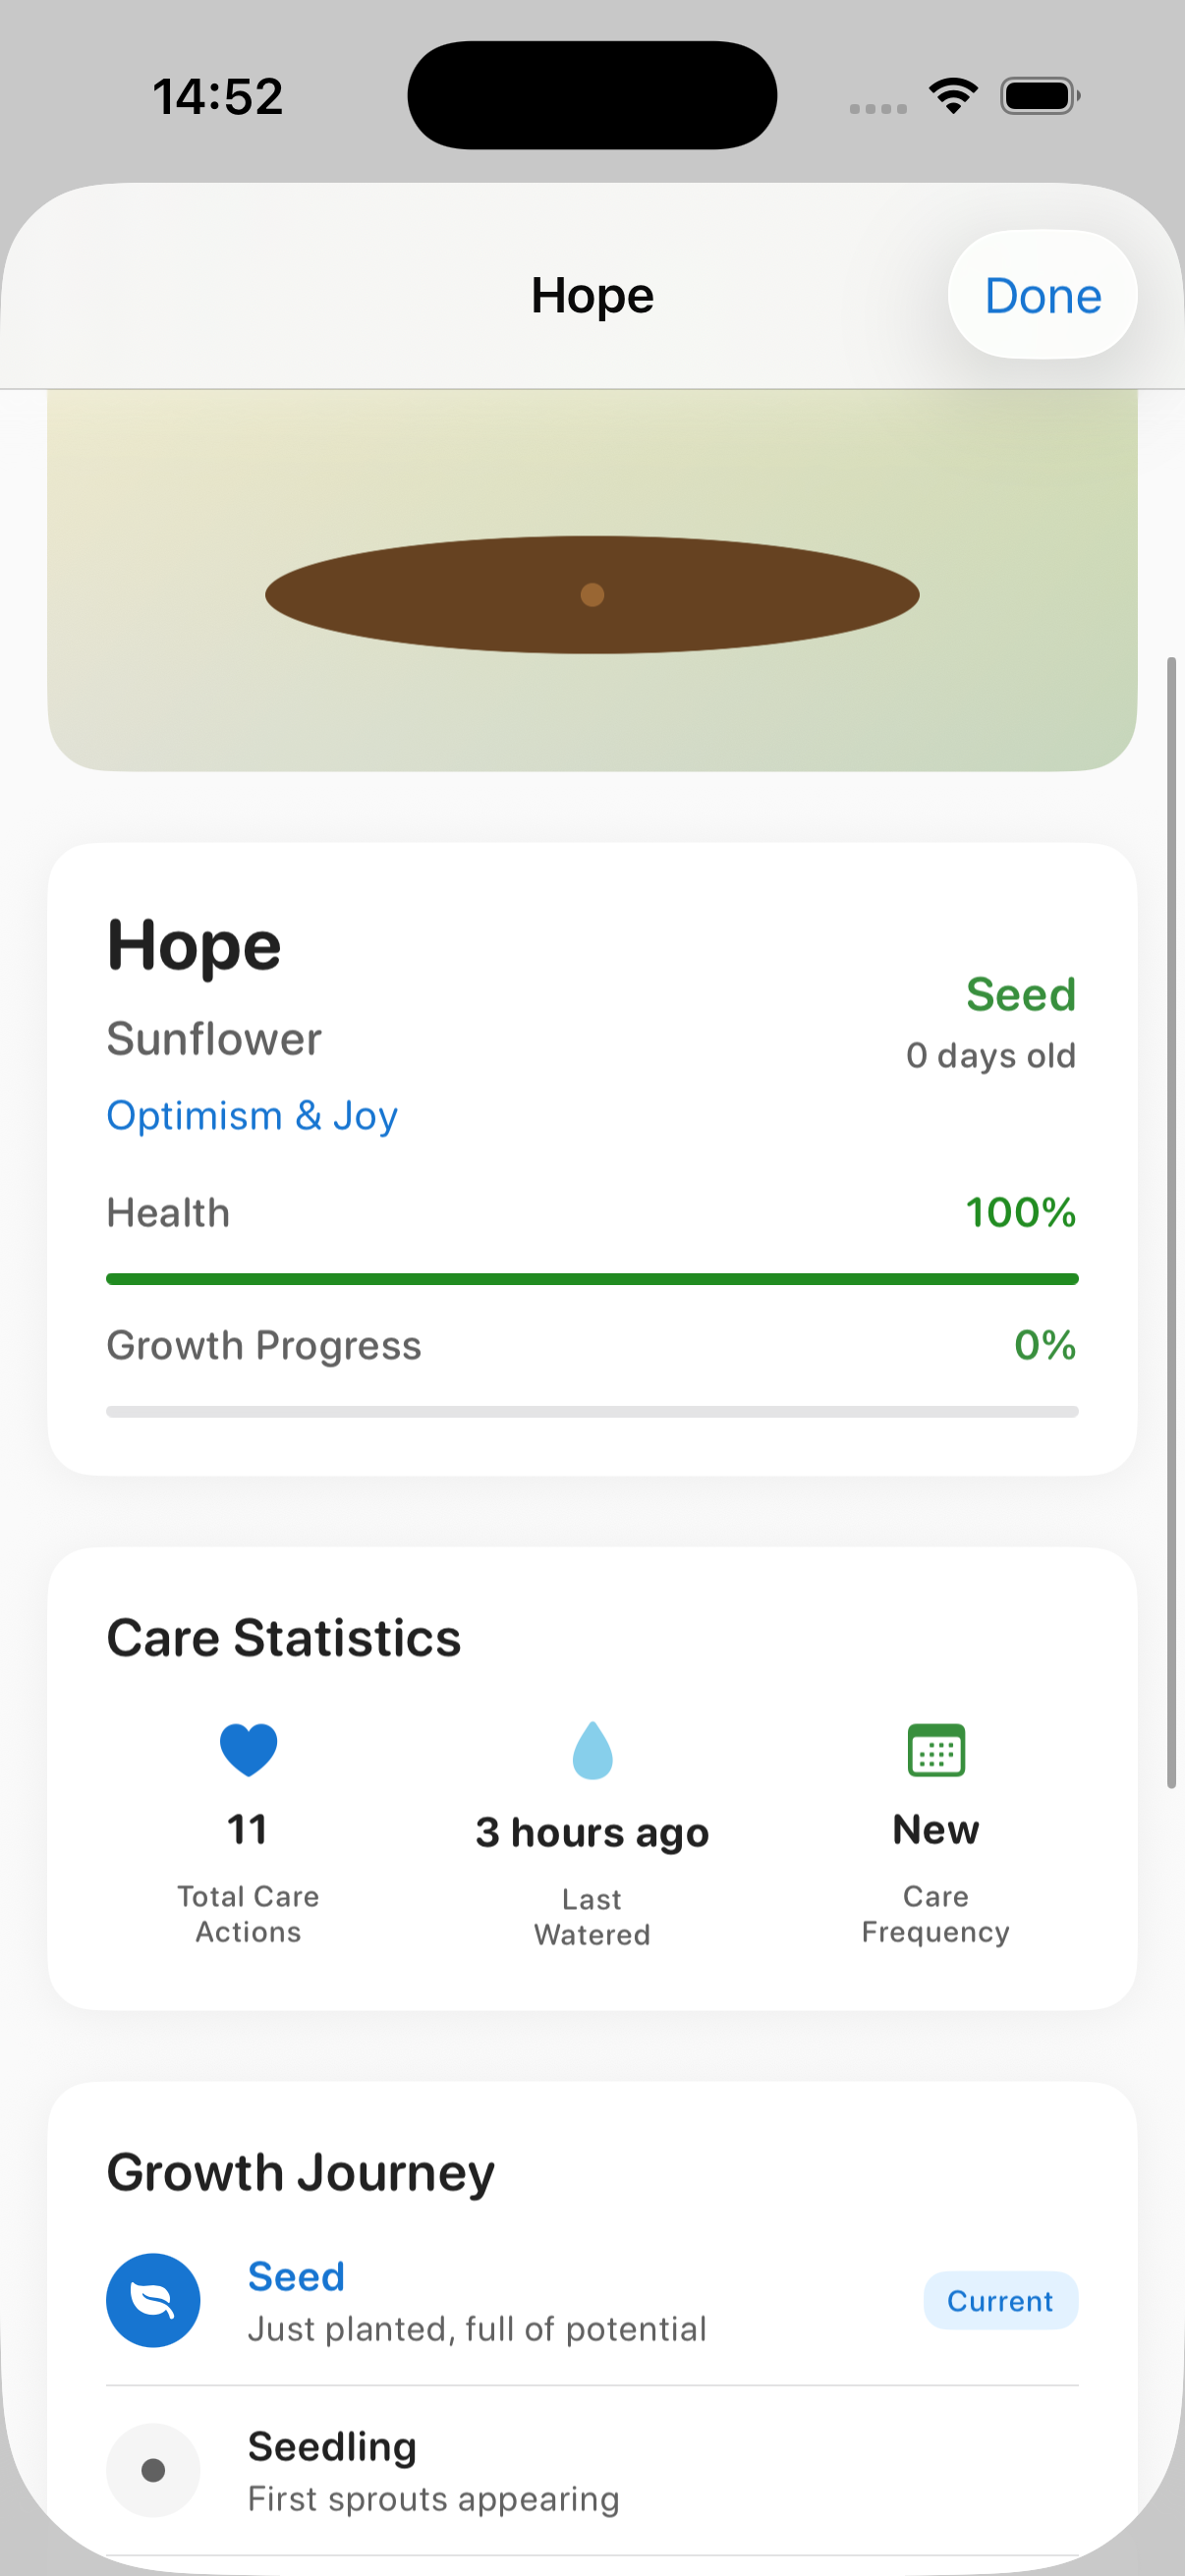 14:52
Hope
Done
Hope
Seed
Sunflower
0 days old
Optimism & Joy
Health
100%
Growth Progress
0%
Care Statistics
11
3 hours ago
New
Total Care
Actions
Last
Watered
Care
Frequency
Growth Journey
Seed
Just planted, full of potential
Current
Seedling
First sprouts appearing